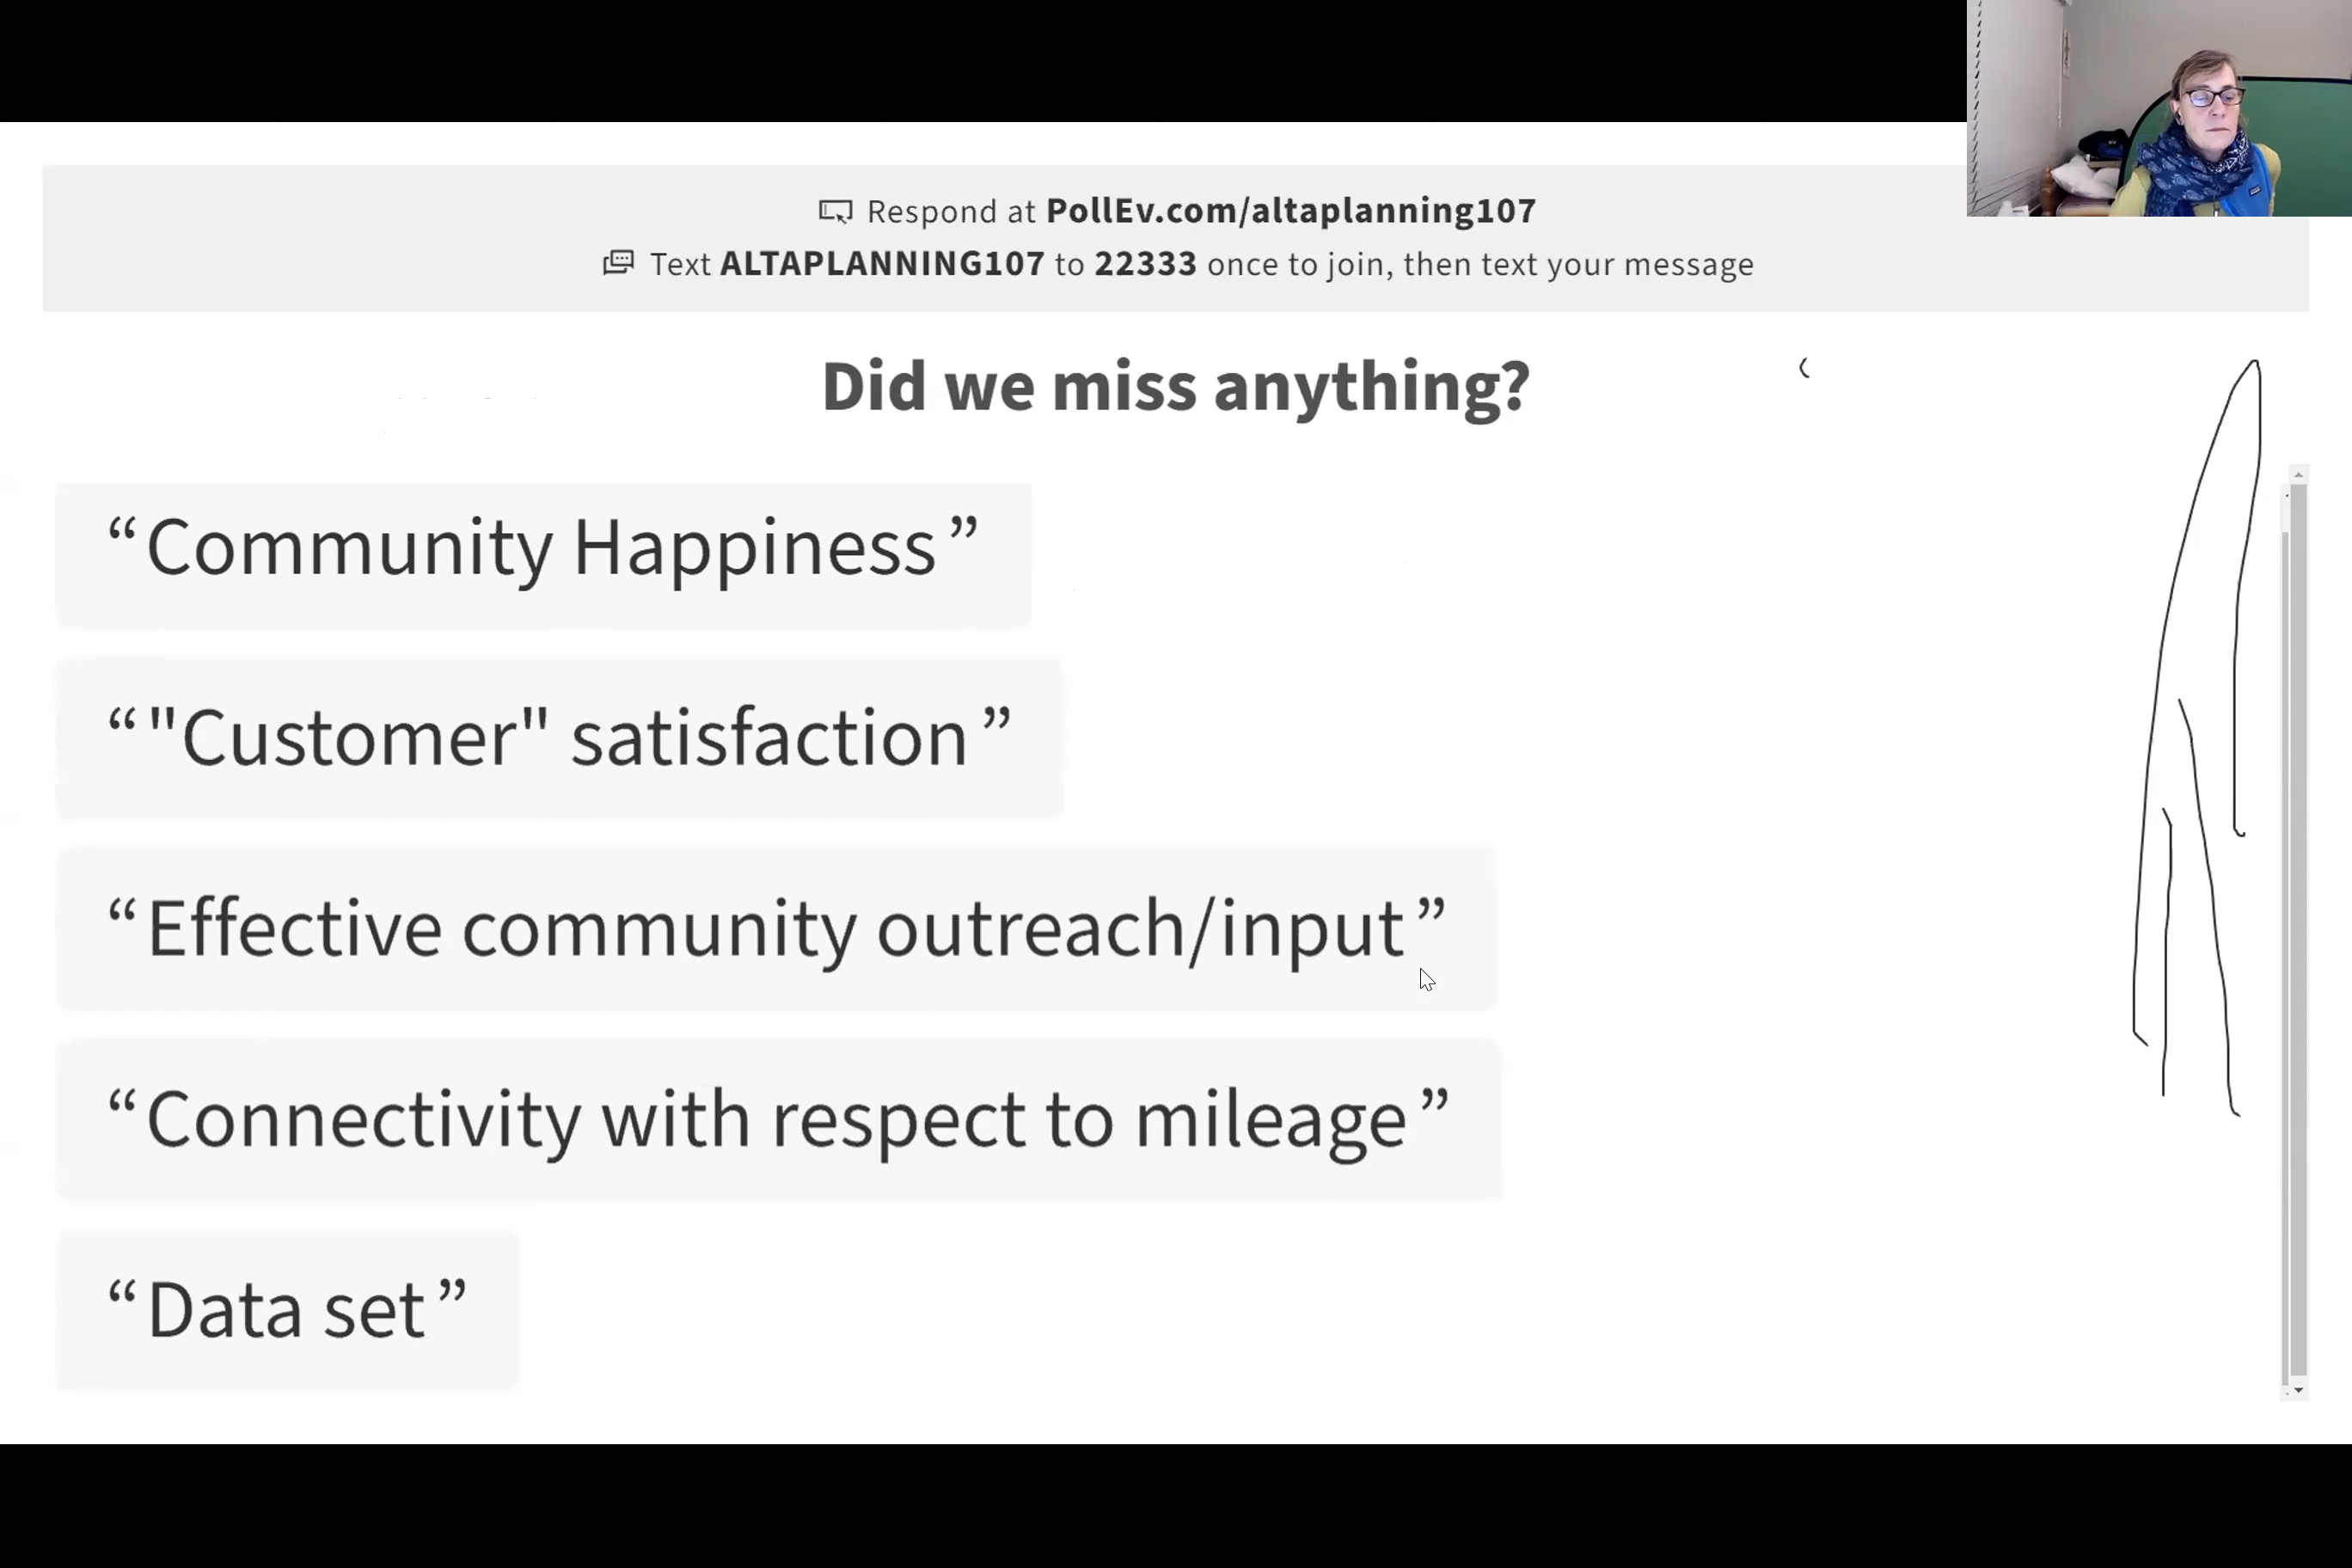 Respond at PollEv.com/altaplanning107
Text ALTAPLANNING107 to 22333 once to join, then text your message
Did we miss anything?
“Community Happiness”
“"Customer" satisfaction”
“Effective community outreach/input”
“Connectivity with respect to mileage”
“Data set”